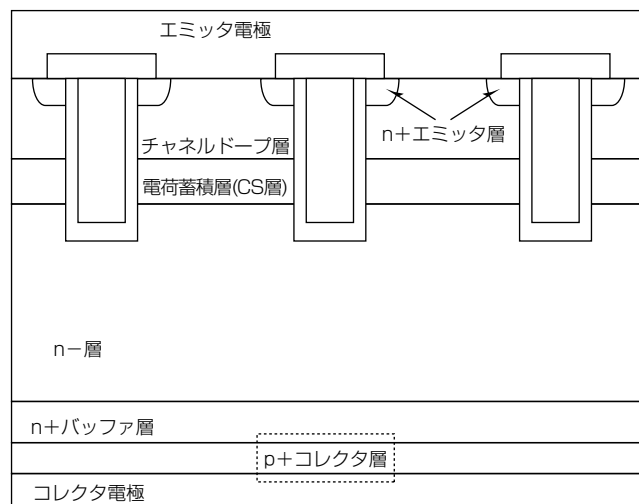 エミッタ電極
n+エミッタ層
チャネルドープ層
電荷蓄積層(CS層)
n−層
n+バッファ層
p+コレクタ層
コレクタ電極